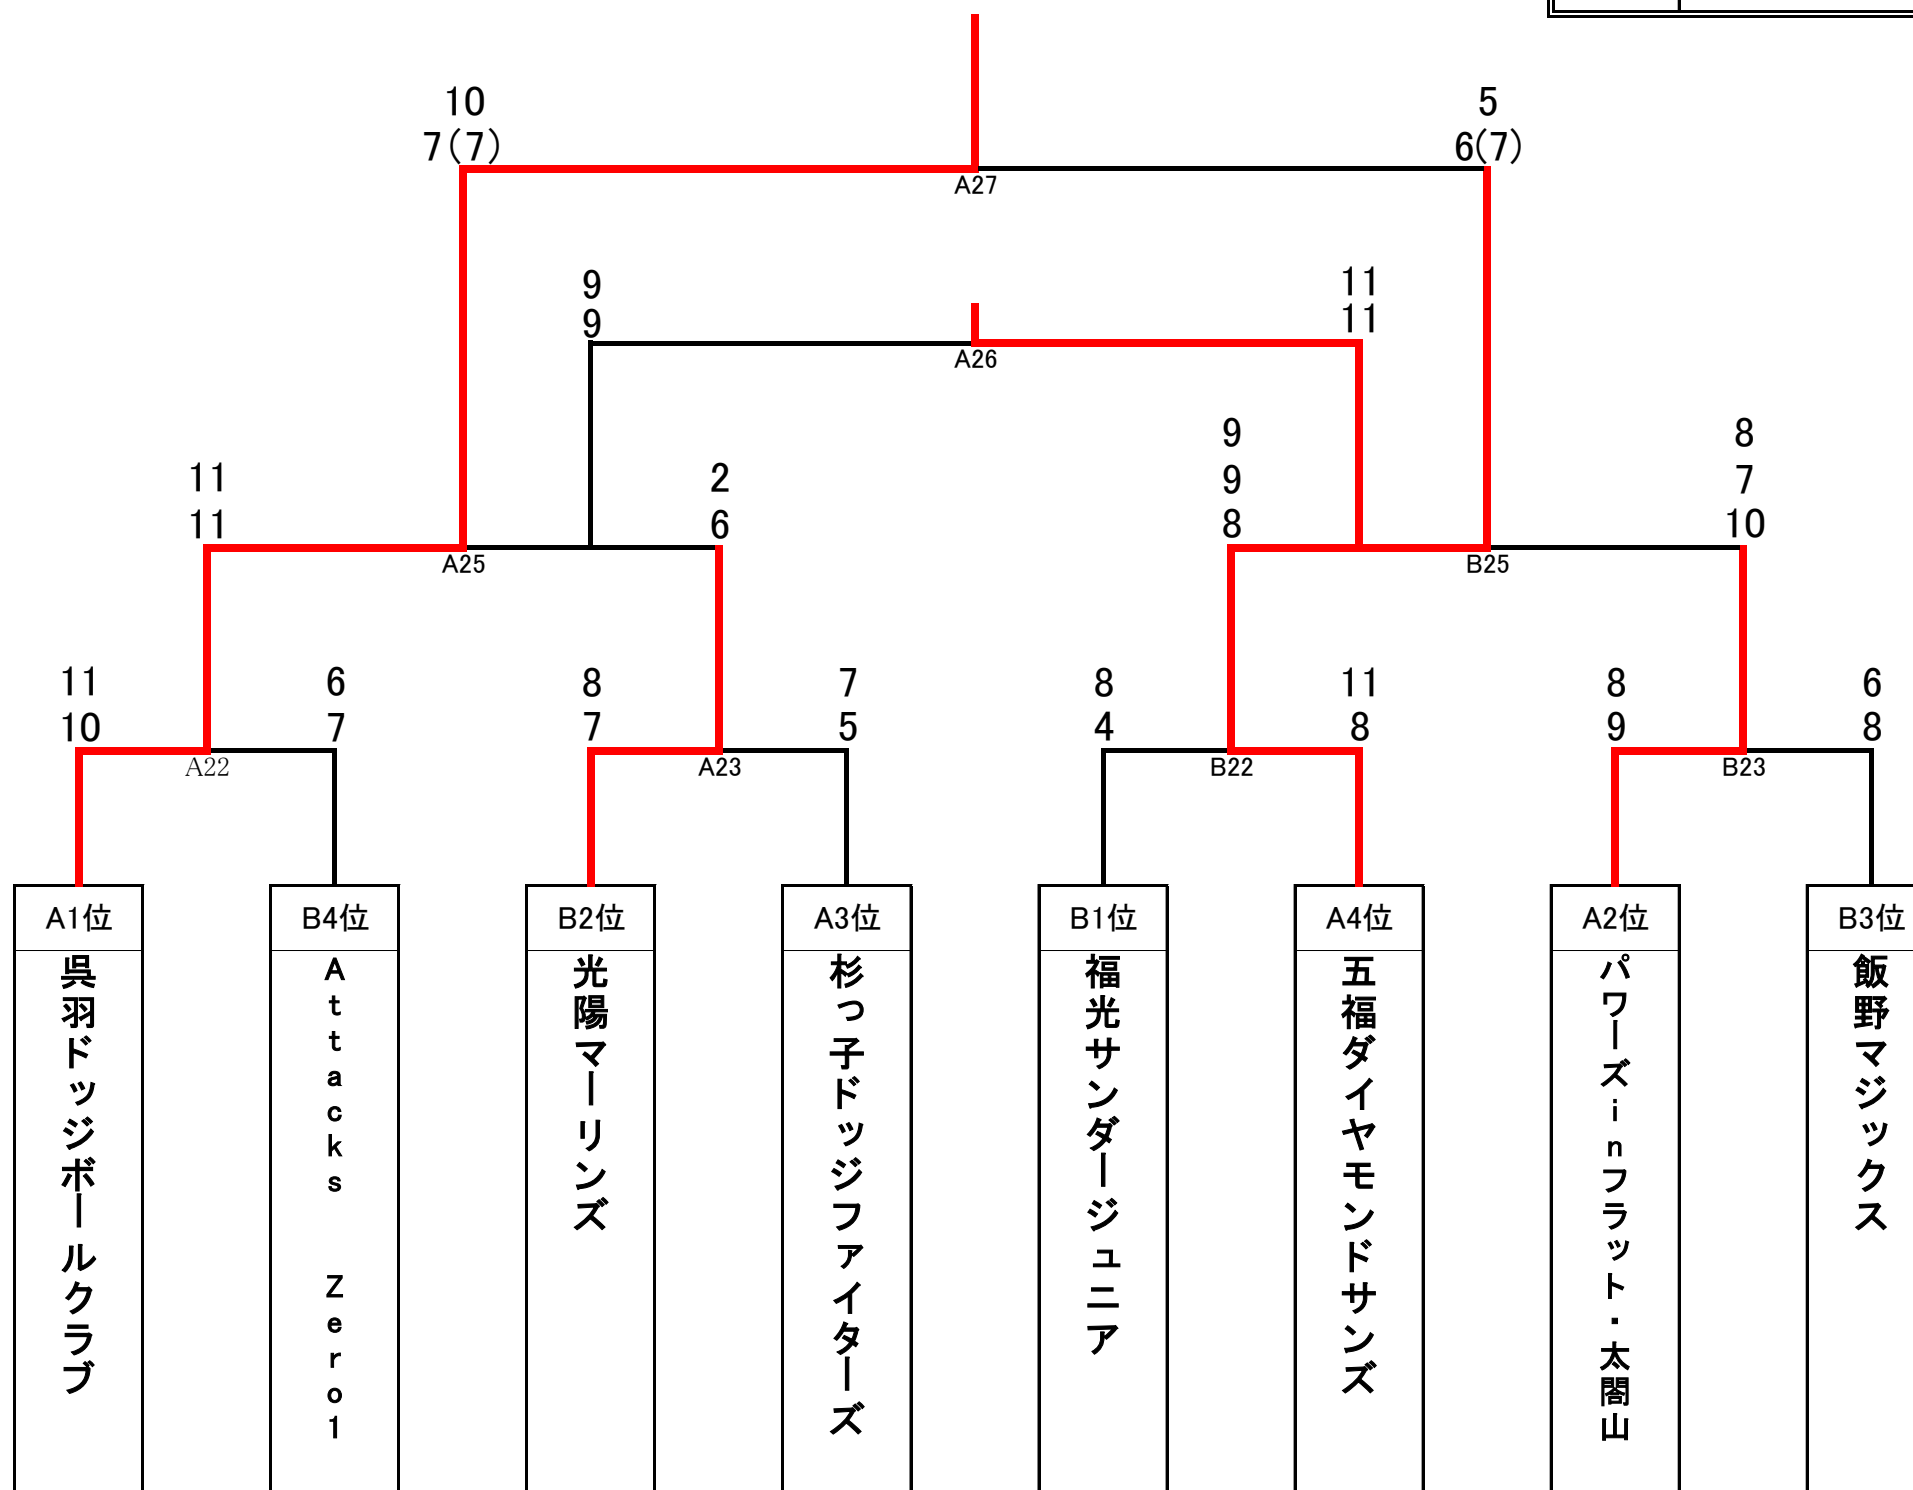 10
7(7)
5
6(7)
A27
9
9
11
11
A26
11
11
2
6
9
9
8
8
7
10
A25
B25
11
10
6
7
8
7
7
5
8
4
11
8
8
9
6
8
A22
A23
B22
B23
A1位
B4位
B2位
A3位
B1位
A4位
A2位
B3位
呉羽ドッジボールクラブ
Attacks Zero1
光陽マーリンズ
杉っ子ドッジファイターズ
福光サンダージュニア
五福ダイヤモンドサンズ
パワーズinフラット・太閤山
飯野マジックス